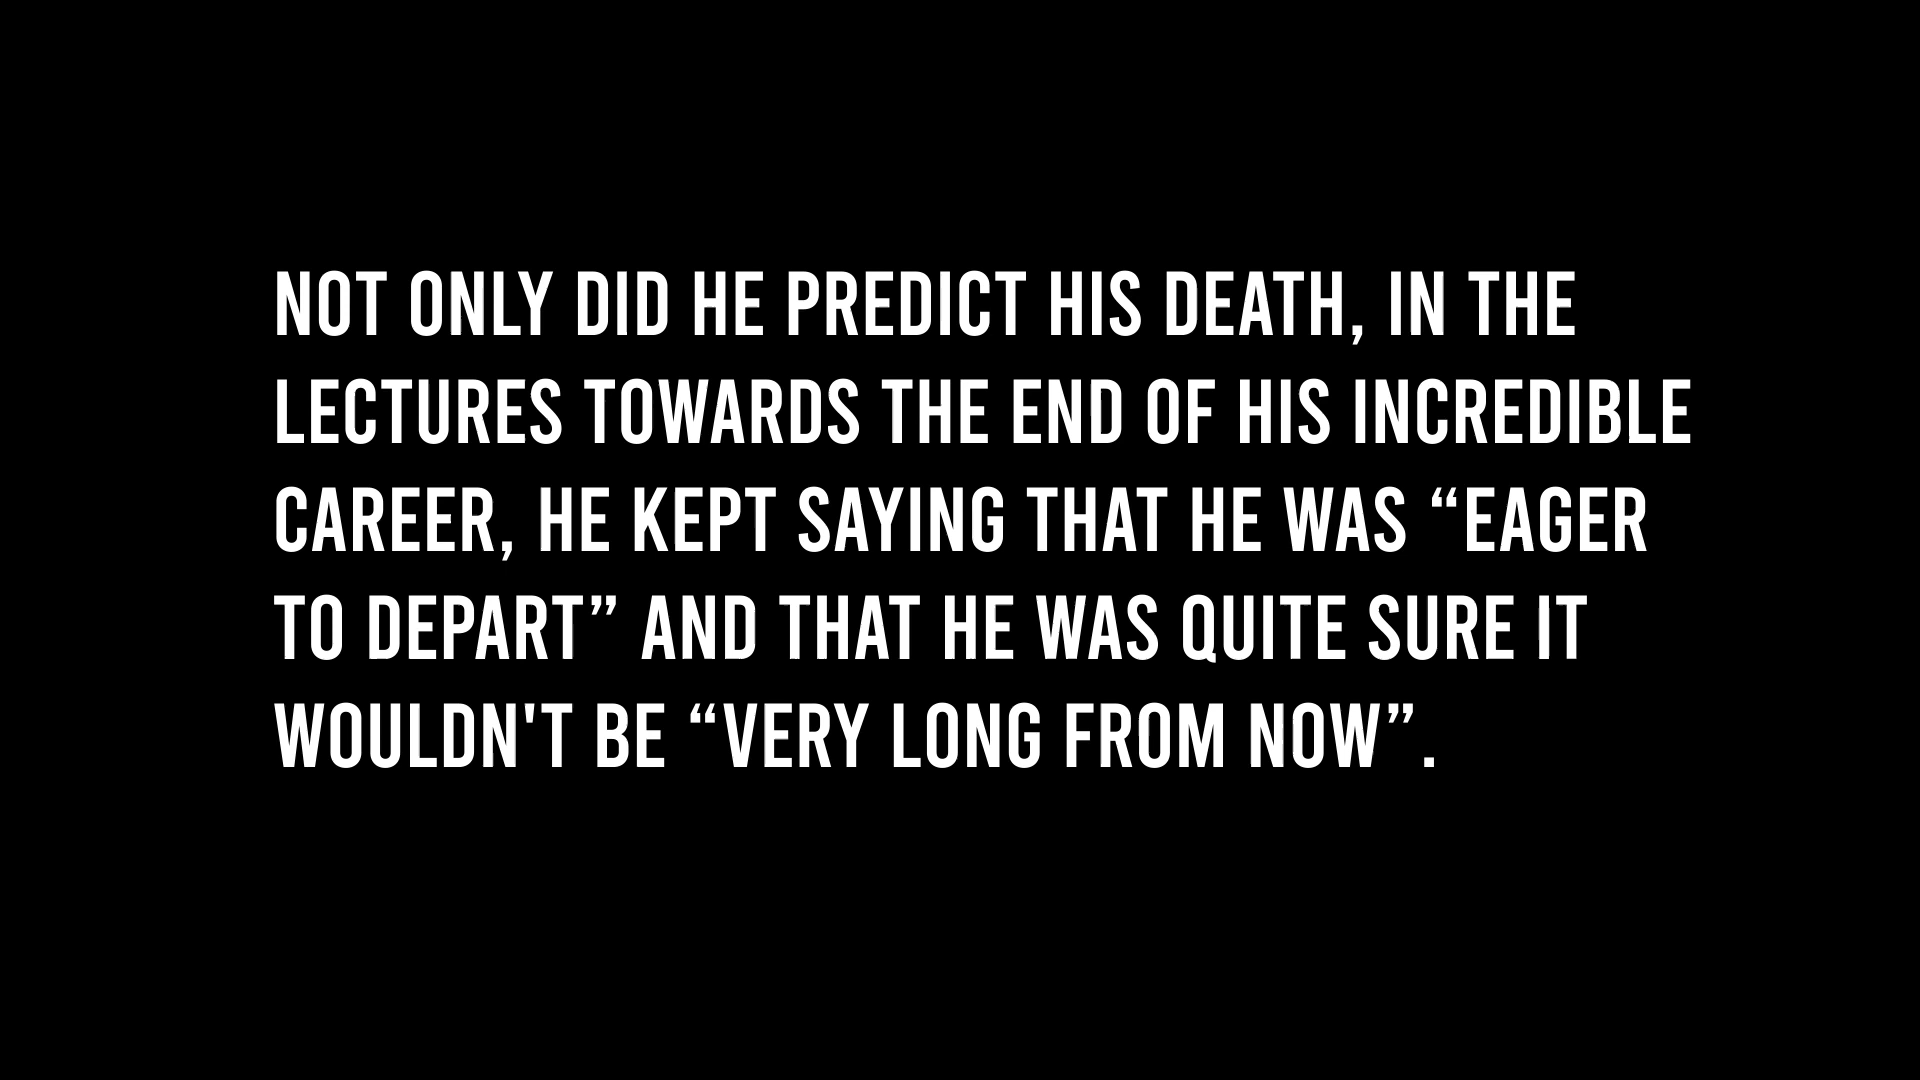 NOT ONLY DID HE PREDICT HIS DEATH, IN THE
LECTURES TOWARDS THE END OF HIS INCREDIBLE
CAREER, HE KEPT SAYING THAT HE WAS “EAGER
TO DEPART” AND THAT HE WAS QUITE SURE IT
WOULDN'T BE “VERY LONG FROM NOW”.